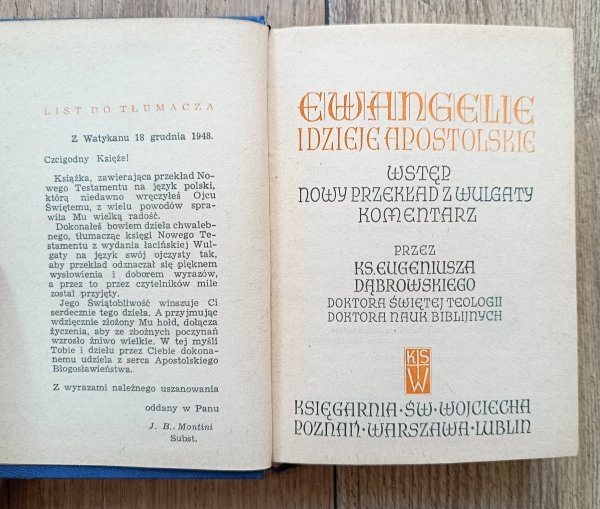 LIST DO TŁUMACZA
Z Watykanu 18 grudnia 1948.
Czcigodny Księże!
Książka, zawierająca przekład No-
wego Testamentu na język polski,
którą niedawno wręczyłeś Ojcu
Świętemu, z wielu powodów spra-
wiła Mu wielką radość.
Dokonałeś bowiem dzieła chwaleb-
nego, tłumacząc księgi Nowego Te-
stamentu z wydania łacińskiej Wul-
gaty na język swój ojczysty tak,
aby przekład odznaczał się pięknem
wysłowienia i doborem wyrazów,
a przez to przez czytelników mile
został przyjęty.
Jego Świątobliwość winszuje Ci
serdecznie tego dzieła. A przyjmując
wdzięcznie złożony Mu hołd, dołącza
życzenia, aby ze zbożnych poczynań
wzrosło żniwo wielkie. W tej myśli
Tobie i dziełu przez Ciebie dokona-
nemu udziela z serca Apostolskiego
Błogosławieństwa.
Z wyrazami należnego uszanowania
oddany w Panu
J. B. Montini
Subst.
EWANGELIE
I DZIEJE APOSTOLSKIE
WSTĘP
NOWY PRZEKŁAD Z WULGATY
KOMENTARZ
PRZEZ
KS. EUGENIUSZA
DĄBROWSKIEGO
DOKTORA ŚWIĘTEJ TEOLOGII
DOKTORA NAUK BIBLIJNYCH
KSW
KSIĘGARNIA · ŚW. WOJCIECHA
POZNAŃ · WARSZAWA · LUBLIN